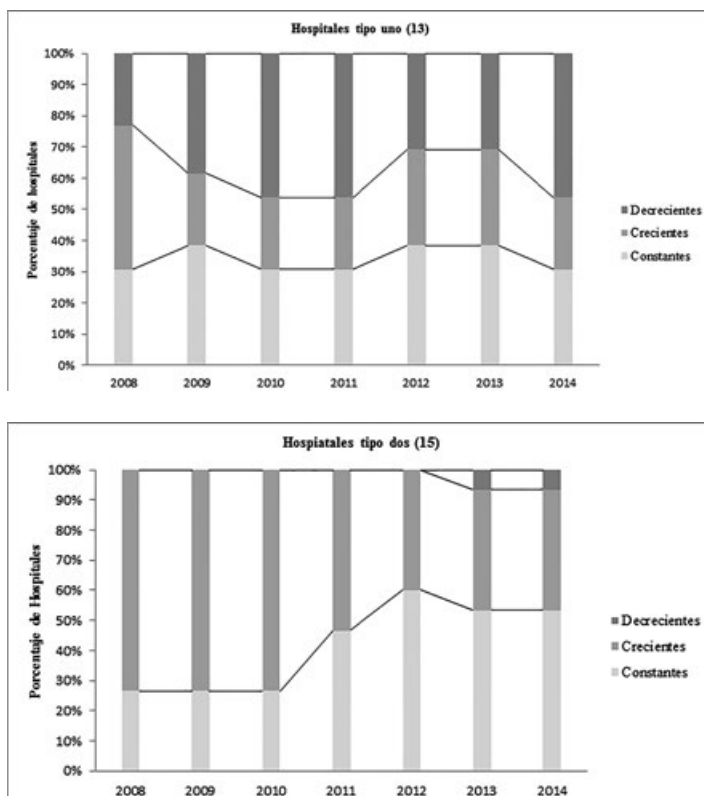 Hospitales tipo uno (13)
100%
90%
80%
70%
60%
50%
40%
30%
20%
10%
0%
Porcentaje de hospitales
2008 2009 2010 2011 2012 2013 2014
Decrecientes
Crecientes
Constantes
Hospiatales tipo dos (15)
100%
90%
80%
70%
60%
50%
40%
30%
20%
10%
0%
Porcentaje de Hospitales
2008 2009 2010 2011 2012 2013 2014
Decrecientes
Crecientes
Constantes